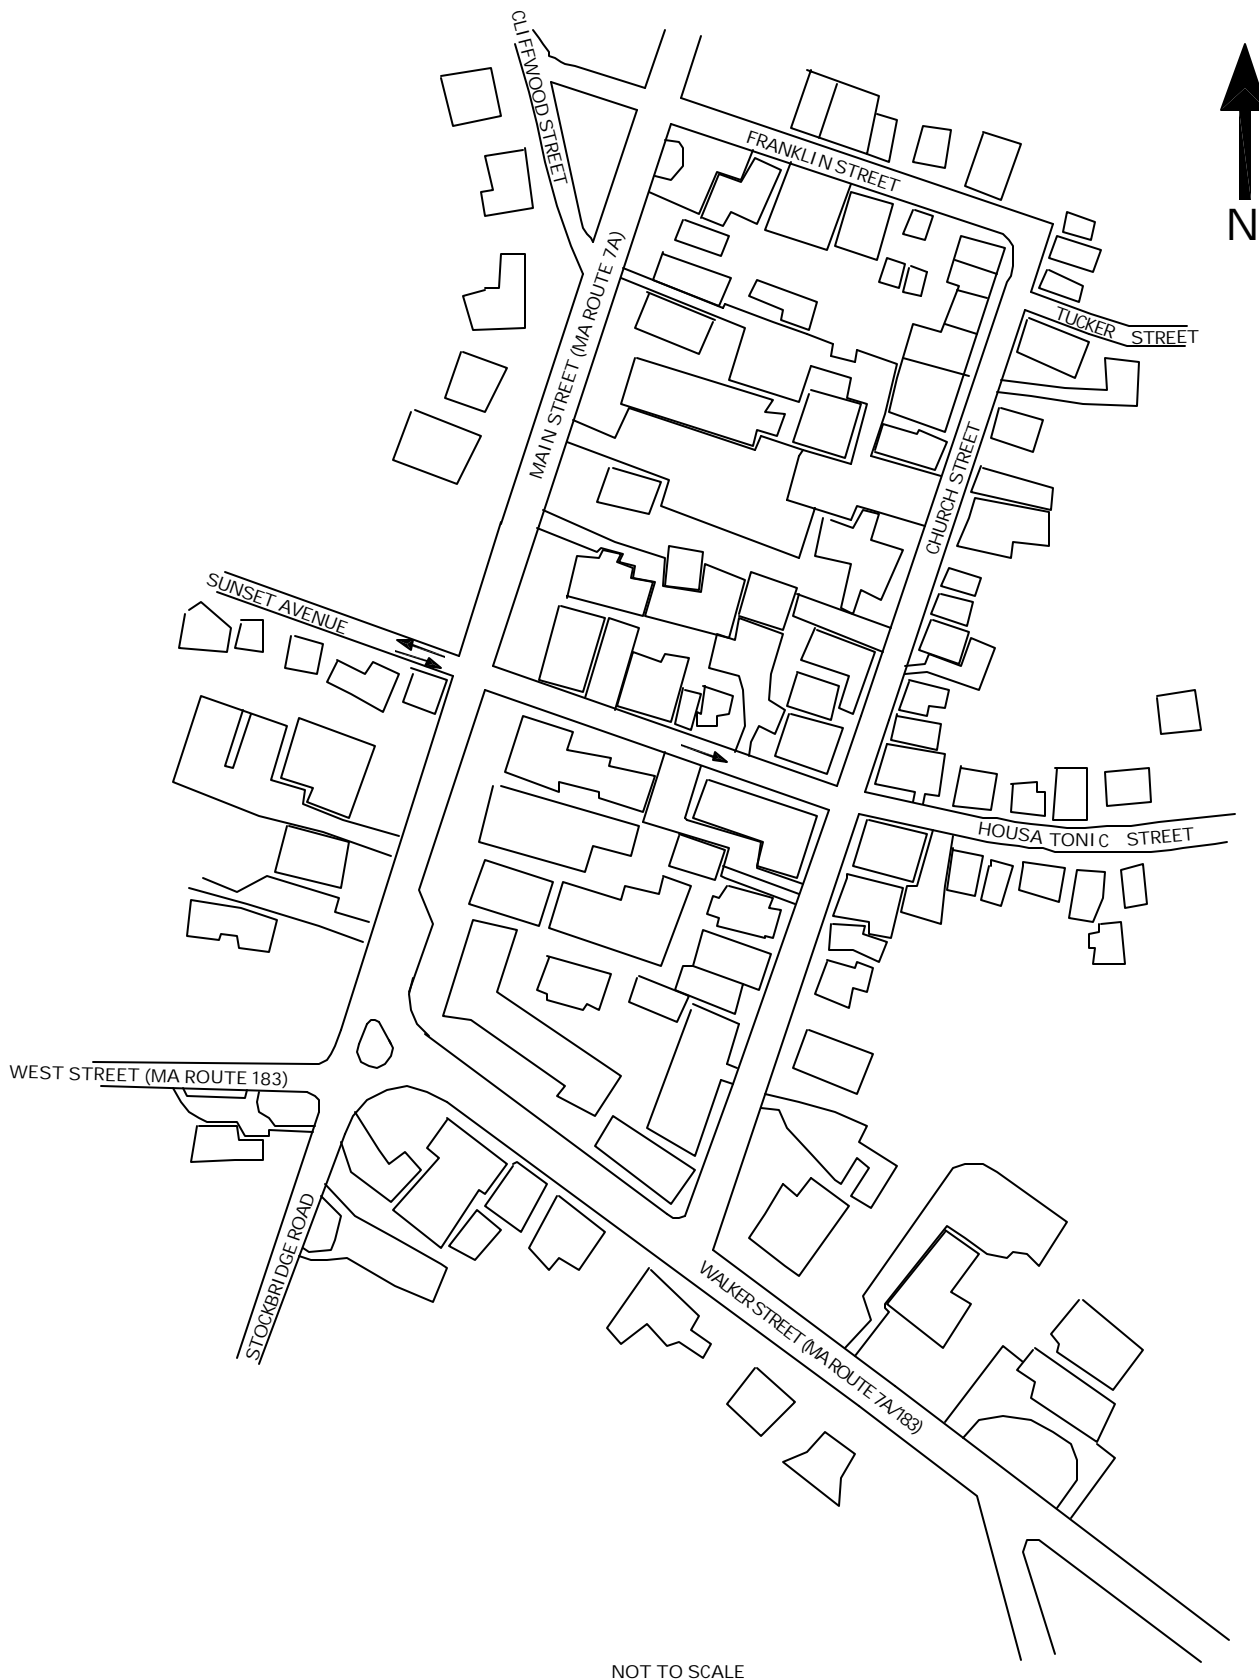 CLIFFWOOD STREET
FRANKLIN STREET
N
MAIN STREET (MA ROUTE 7A)
TUCKER STREET
CHURCH STREET
SUNSET AVENUE
HOUSATONIC STREET
WEST STREET (MA ROUTE 183)
STOCKBRIDGE ROAD
WALKER STREET (MA ROUTE 7A/183)
NOT TO SCALE